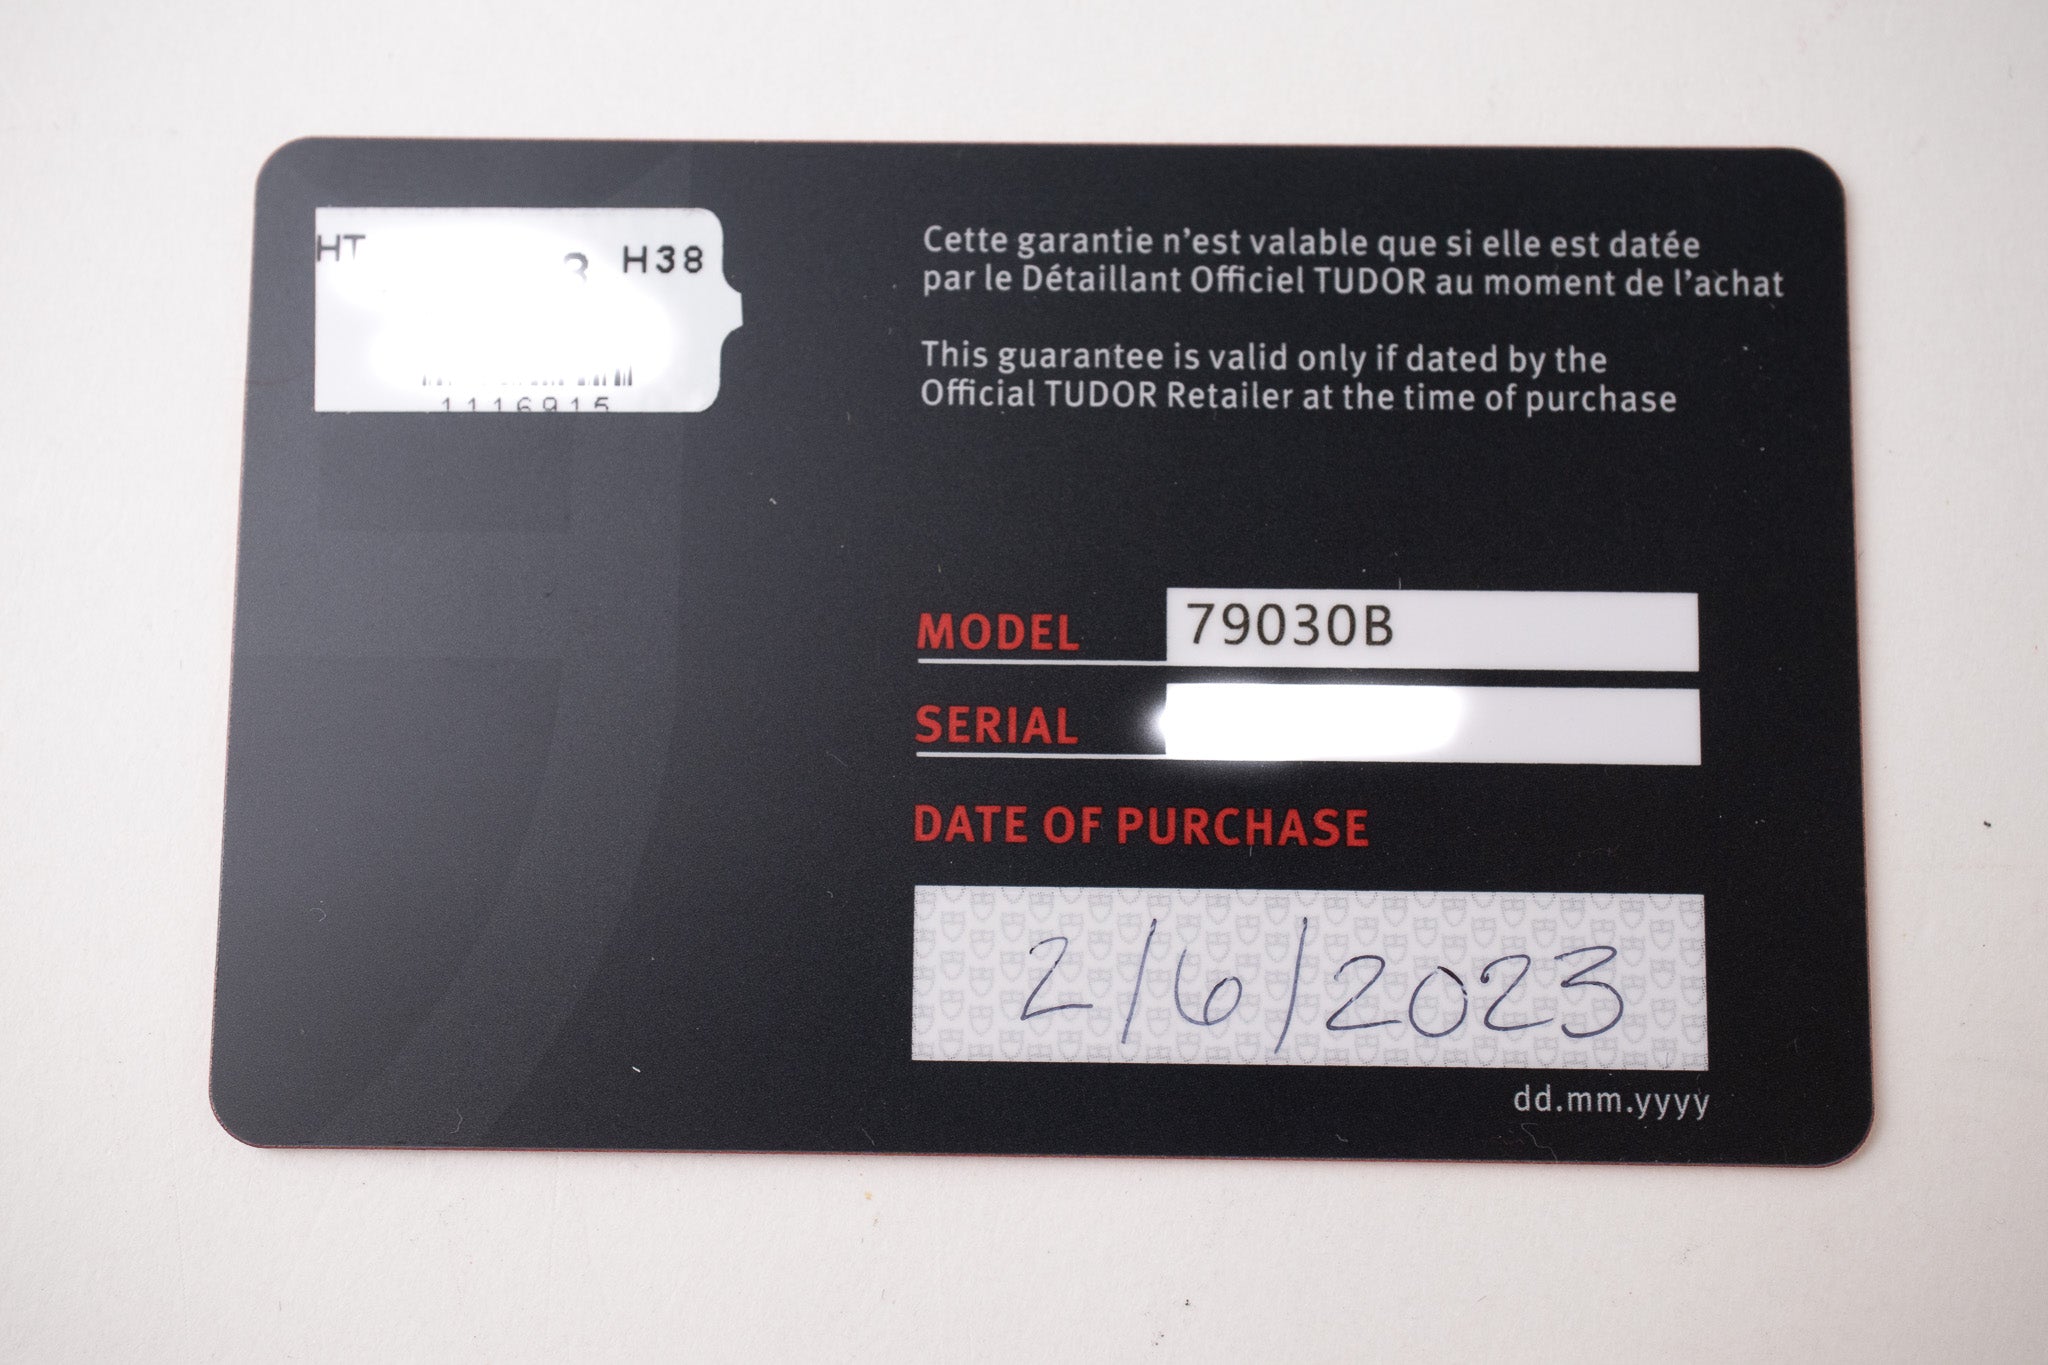 HT 3 H38
1116915
Cette garantie n'est valable que si elle est datée
par le Détaillant Officiel TUDOR au moment de l'achat
This guarantee is valid only if dated by the
Official TUDOR Retailer at the time of purchase
MODEL 79030B
SERIAL
DATE OF PURCHASE
2/6/2023
dd.mm.yyyy